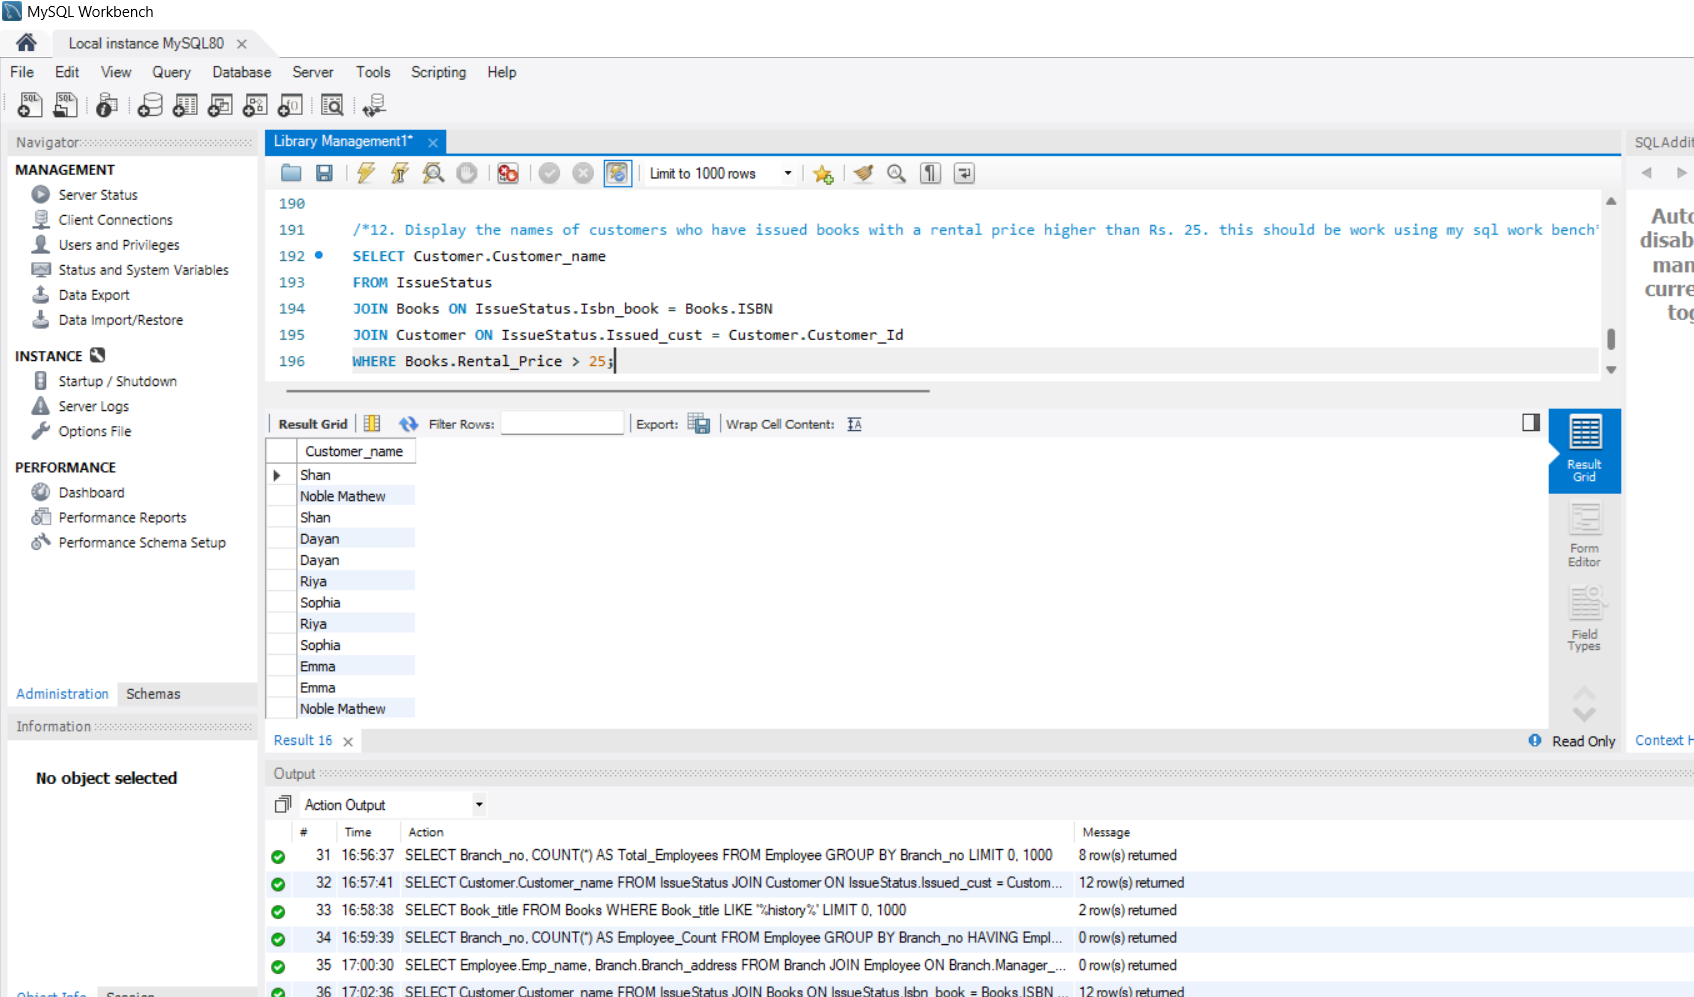 MySQL Workbench
Local instance MySQL80
File Edit View Query Database Server Tools Scripting Help
Navigator
MANAGEMENT
Server Status
Client Connections
Users and Privileges
Status and System Variables
Data Export
Data Import/Restore
INSTANCE
Startup / Shutdown
Server Logs
Options File
PERFORMANCE
Dashboard
Performance Reports
Performance Schema Setup
Administration Schemas
Information
No object selected
Object Info Session
Library Management1*
Limit to 1000 rows
190
191 /*12. Display the names of customers who have issued books with a rental price higher than Rs. 25. this should be work using my sql work bench*
192 SELECT Customer.Customer_name
193 FROM IssueStatus
194 JOIN Books ON IssueStatus.Isbn_book = Books.ISBN
195 JOIN Customer ON IssueStatus.Issued_cust = Customer.Customer_Id
196 WHERE Books.Rental_Price > 25;
Result Grid Filter Rows: Export: Wrap Cell Content:
Customer_name
Shan
Noble Mathew
Shan
Dayan
Dayan
Riya
Sophia
Riya
Sophia
Emma
Emma
Noble Mathew
Result 16
Read Only
Result
Grid
Form
Editor
Field
Types
SQLAddit
Auto
disab
man
curre
tog
Context H
Output
Action Output
# Time Action Message
31 16:56:37 SELECT Branch_no, COUNT(*) AS Total_Employees FROM Employee GROUP BY Branch_no LIMIT 0, 1000 8 row(s) returned
32 16:57:41 SELECT Customer.Customer_name FROM IssueStatus JOIN Customer ON IssueStatus.Issued_cust = Custom... 12 row(s) returned
33 16:58:38 SELECT Book_title FROM Books WHERE Book_title LIKE '%history%' LIMIT 0, 1000 2 row(s) returned
34 16:59:39 SELECT Branch_no, COUNT(*) AS Employee_Count FROM Employee GROUP BY Branch_no HAVING Empl... 0 row(s) returned
35 17:00:30 SELECT Employee.Emp_name, Branch.Branch_address FROM Branch JOIN Employee ON Branch.Manager_... 0 row(s) returned
36 17:02:36 SELECT Customer.Customer_name FROM IssueStatus JOIN Books ON IssueStatus.Isbn_book = Books.ISBN ... 12 row(s) returned